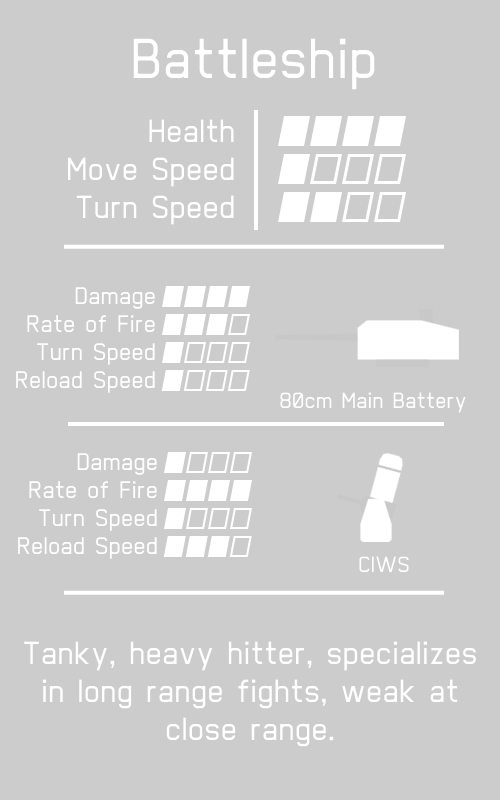 Battleship
Health
Move Speed
Turn Speed
Damage
Rate of Fire
Turn Speed
Reload Speed
80cm Main Battery
Damage
Rate of Fire
Turn Speed
Reload Speed
CIWS
Tanky, heavy hitter, specializes
in long range fights, weak at
close range.